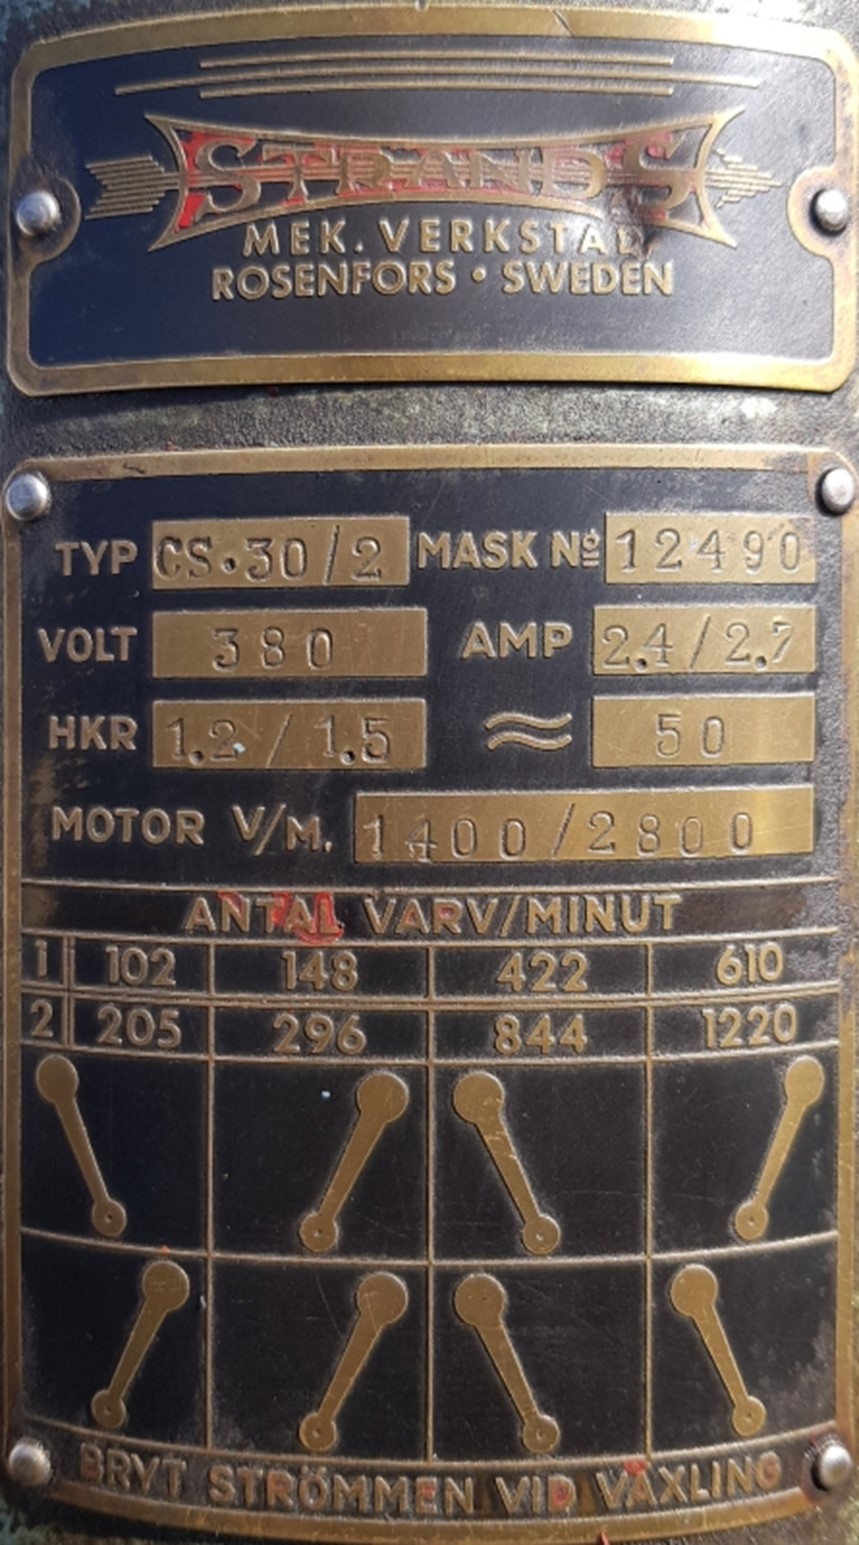 STRANDS
MEK. VERKSTAD
ROSENFORS • SWEDEN
TYP CS.30/2 MASK Nº 12490
VOLT 380 AMP 2.4/2.7
HKR 1.2/1.5 ≈ 50
MOTOR V/M. 1400/2800
ANTAL VARV/MINUT
1 102 148 422 610
2 205 296 844 1220
BRYT STRÖMMEN VID VÄXLING